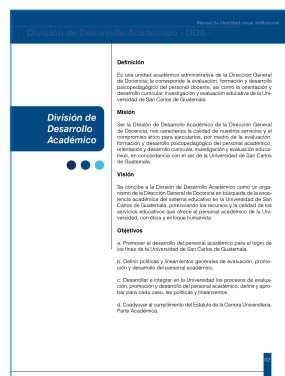 Manual de identidad visual institucional
División de Desarrollo Académico - DDA -
Definición
Es una unidad académico administrativa de la Dirección General
de Docencia; le corresponde la evaluación, formación y desarrollo
psicopedagógico del personal docente, así como la orientación y
desarrollo curricular, investigación y evaluación educativa de la Uni-
versidad de San Carlos de Guatemala.
Misión
Ser la División de Desarrollo Académico de la Dirección General
de Docencia, nos caracteriza la calidad de nuestros servicios y el
compromiso ético para ejecutarlos, por medio de la evaluación,
formación y desarrollo psicopedagógico del personal académico,
orientación y desarrollo curricular, investigación y evaluación educa-
tivas, en concordancia con el ser de la Universidad de San Carlos
de Guatemala.
División de
Desarrollo
Académico
Visión
Se concibe a la División de Desarrollo Académico como un orga-
nismo de la Dirección General de Docencia en búsqueda de la exce-
lencia académica del sistema educativo en la Universidad de San
Carlos de Guatemala, potenciando los recursos y la calidad de los
servicios educativos que ofrece al personal académico de la Uni-
versidad, con ética y enfoque humanista.
Objetivos
a. Promover el desarrollo del personal académico para el logro de
los fines de la Universidad de San Carlos de Guatemala.
b. Definir políticas y lineamientos generales de evaluación, promo-
ción y desarrollo del personal académico.
c. Desarrollar e integrar en la Universidad los procesos de evalua-
ción, promoción y desarrollo del personal académico; definir y apro-
bar para cada caso, las políticas y lineamientos.
d. Coadyuvar al cumplimiento del Estatuto de la Carrera Universitaria,
Parte Académica.